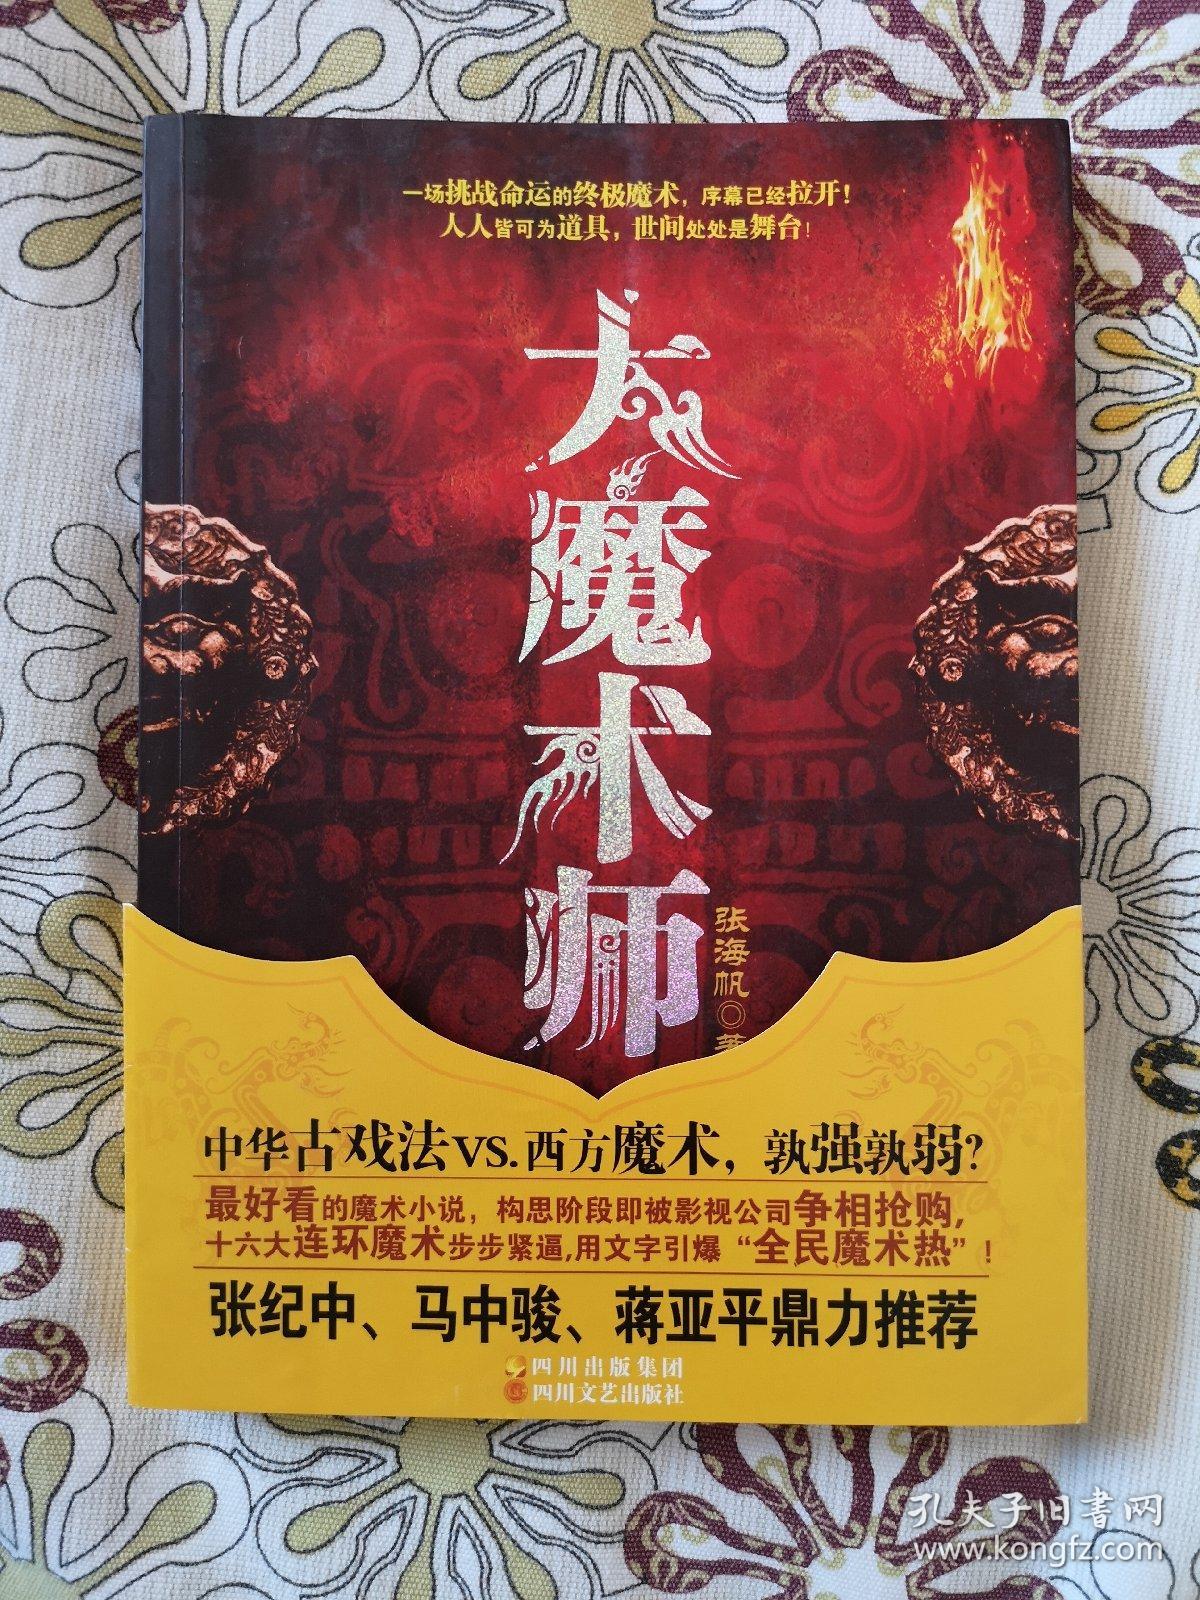 一场挑战命运的终极魔术，序幕已经拉开！
人人皆可为道具，世间处处是舞台！
大魔术师
张海帆◎著
中华古戏法VS.西方魔术，孰强孰弱？
最好看的魔术小说，构思阶段即被影视公司争相抢购，
十六大连环魔术步步紧逼，用文字引爆“全民魔术热”！
张纪中、马中骏、蒋亚平鼎力推荐
四川出版集团
四川文艺出版社
孔夫子旧书网
www.kongfz.com